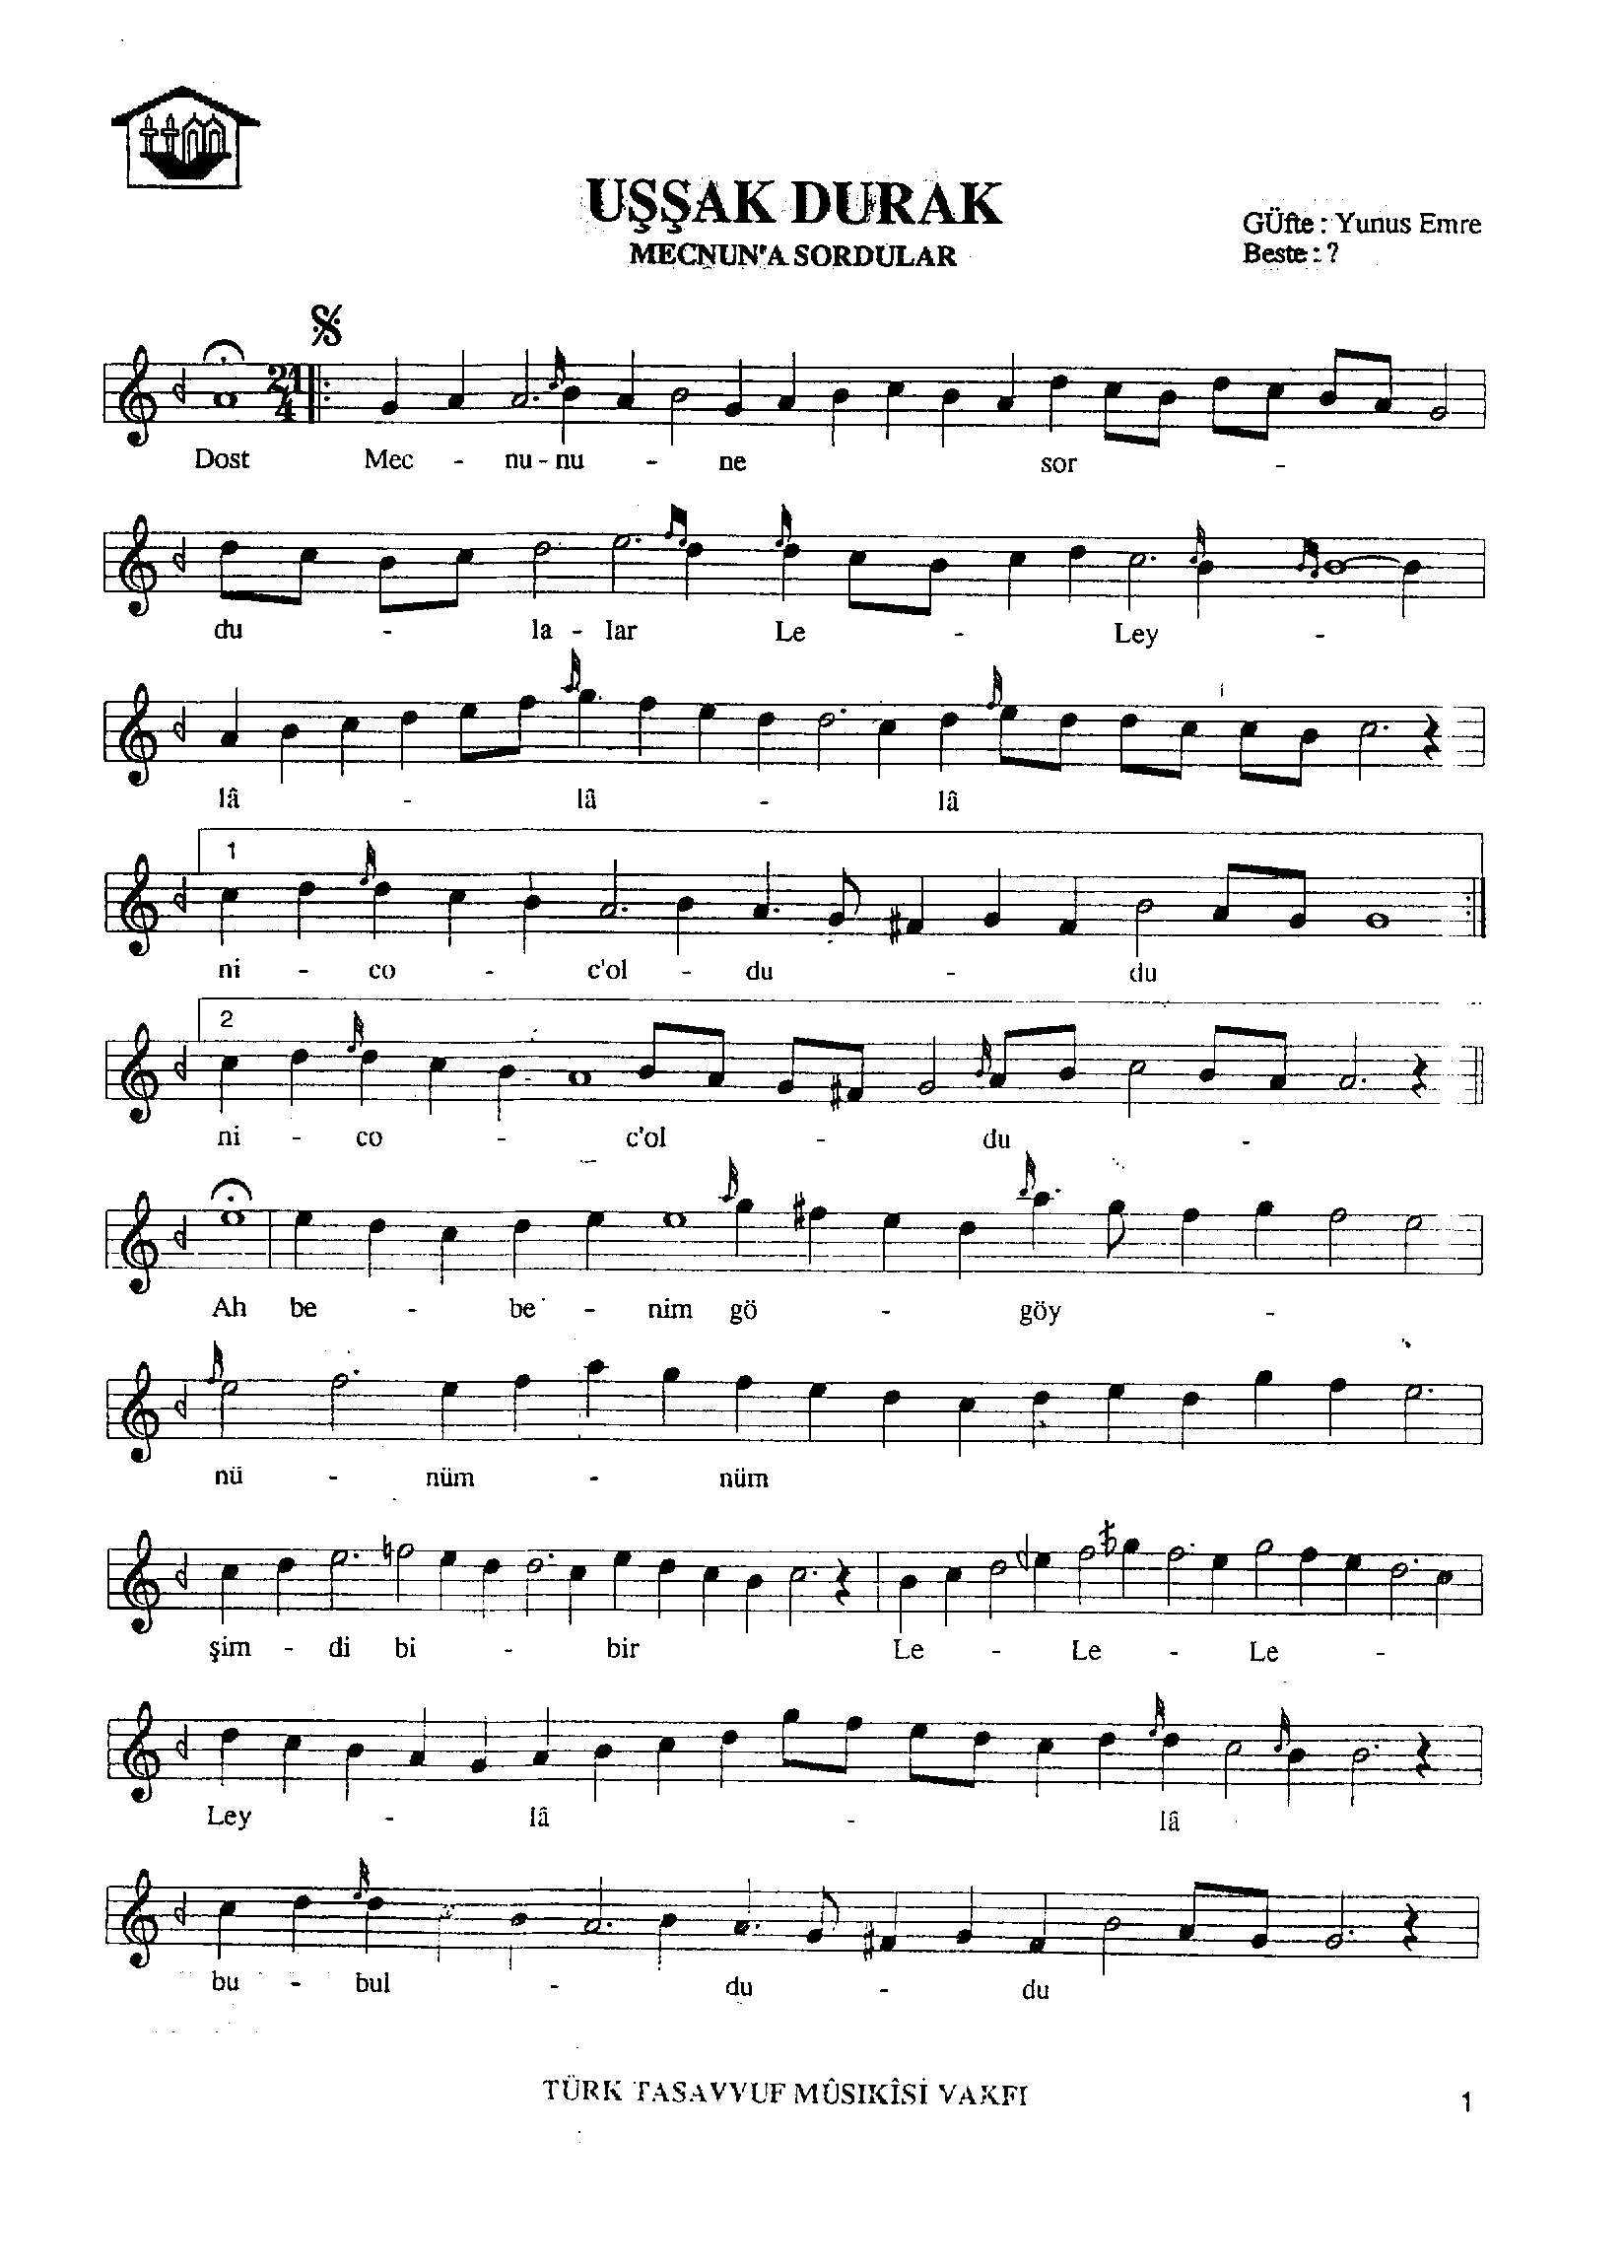 UŞŞAK DURAK
MECNUN'A SORDULAR
GÜfte : Yunus Emre
Beste : ?
21
4
Dost Mec - nu - nu - ne sor -
du - la - lar Le - Ley -
lâ - lâ - lâ
1
ni - co - c'ol - du - du
2
ni - co - c'ol - du -
Ah be - be - nim gö - göy -
nü - nüm - nüm
şim - di bi - bir Le - Le - Le -
Ley - lâ - lâ
bu - bul - du - du
TÜRK TASAVVUF MÛSIKÎSİ VAKFI
1